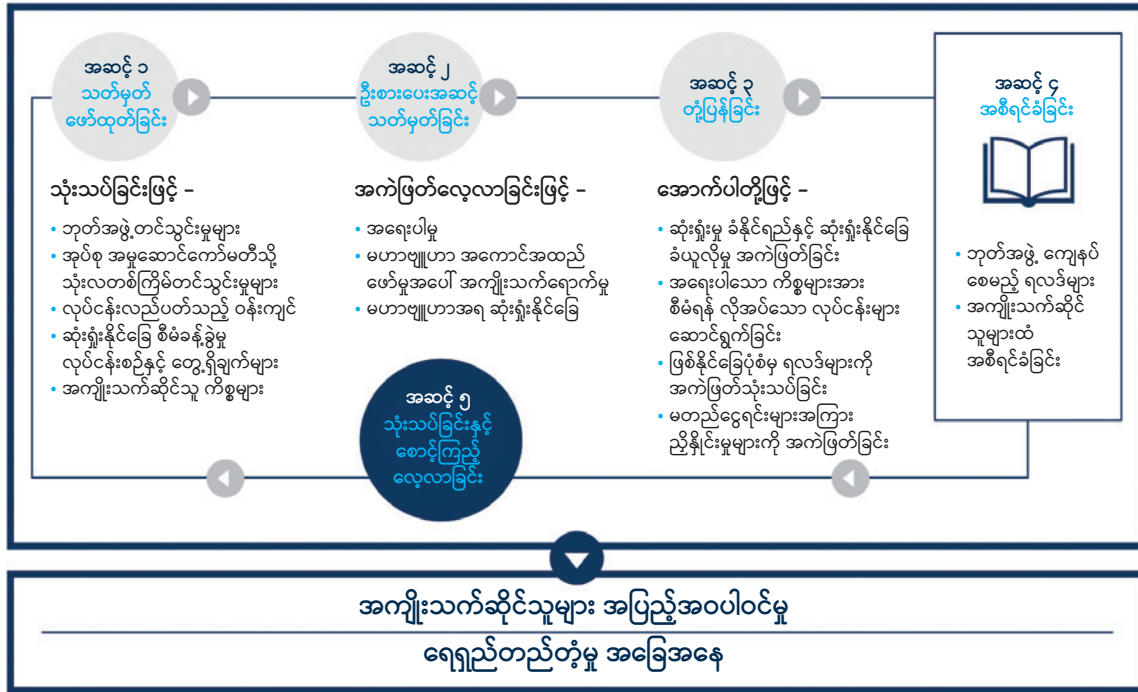 အဆင့် ၁
သတ်မှတ်
ဖော်ထုတ်ခြင်း
သုံးသပ်ခြင်းဖြင့် –
• ဘုတ်အဖွဲ့တင်သွင်းမှုများ
• အုပ်စု အမှုဆောင်ကော်မတီသို့
သုံးလတစ်ကြိမ်တင်သွင်းမှုများ
• လုပ်ငန်းလည်ပတ်သည့် ဝန်းကျင်
• ဆုံးရှုံးနိုင်ခြေ စီမံခန့်ခွဲမှု
လုပ်ငန်းစဉ်နှင့် တွေ့ရှိချက်များ
• အကျိုးသက်ဆိုင်သူ ကိစ္စများ
အဆင့် ၂
ဦးစားပေးအဆင့်
သတ်မှတ်ခြင်း
အကဲဖြတ်လေ့လာခြင်းဖြင့် –
• အရေးပါမှု
• မဟာဗျူဟာ အကောင်အထည်
ဖော်မှုအပေါ် အကျိုးသက်ရောက်မှု
• မဟာဗျူဟာအရ ဆုံးရှုံးနိုင်ခြေ
အဆင့် ၃
တုံ့ပြန်ခြင်း
အောက်ပါတို့ဖြင့် –
• ဆုံးရှုံးမှု ခံနိုင်ရည်နှင့် ဆုံးရှုံးနိုင်ခြေ
ခံယူလိုမှု အကဲဖြတ်ခြင်း
• အရေးပါသော ကိစ္စများအား
စီမံရန် လိုအပ်သော လုပ်ငန်းများ
ဆောင်ရွက်ခြင်း
• ဖြစ်နိုင်ခြေပုံစံမှ ရလဒ်များကို
အကဲဖြတ်သုံးသပ်ခြင်း
• မတည်ငွေရင်းများအကြား
ညှိနှိုင်းမှုများကို အကဲဖြတ်ခြင်း
အဆင့် ၄
အစီရင်ခံခြင်း
• ဘုတ်အဖွဲ့ ကျေနပ်
စေမည့် ရလဒ်များ
• အကျိုးသက်ဆိုင်
သူများထံ
အစီရင်ခံခြင်း
အဆင့် ၅
သုံးသပ်ခြင်းနှင့်
စောင့်ကြည့်
လေ့လာခြင်း
အကျိုးသက်ဆိုင်သူများ အပြည့်အဝပါဝင်မှု
ရေရှည်တည်တံ့မှု အခြေအနေ